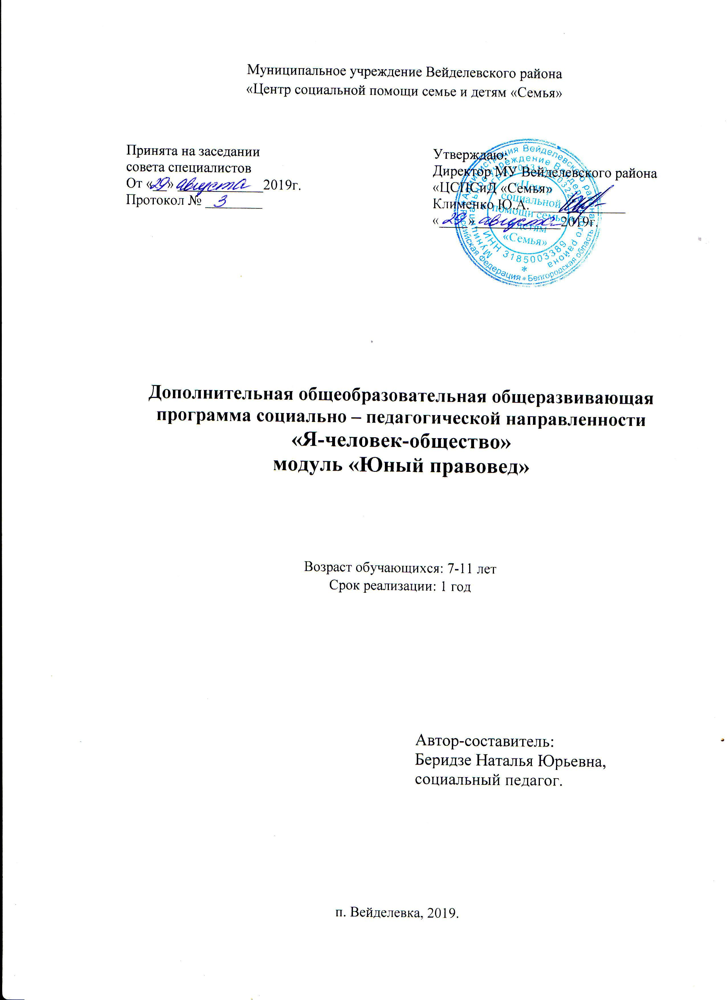 Муниципальное учреждение Вейделевского района
«Центр социальной помощи семье и детям «Семья»
Принята на заседании
совета специалистов
От «29» августа 2019г.
Протокол № 3
Утверждаю:
Директор МУ Вейделевского района
«ЦСПСиД «Семья»
Клименко Ю.А.
«29» августа 2019г.
Российская Федерация * Белгородская область
Администрация Вейделевского района
Муниципальное учреждение Вейделевского района
ИНН 3185003389
«Центр
социальной
помощи семье
и детям
«Семья»
Дополнительная общеобразовательная общеразвивающая
программа социально – педагогической направленности
«Я-человек-общество»
модуль «Юный правовед»
Возраст обучающихся: 7-11 лет
Срок реализации: 1 год
Автор-составитель:
Беридзе Наталья Юрьевна,
социальный педагог.
п. Вейделевка, 2019.